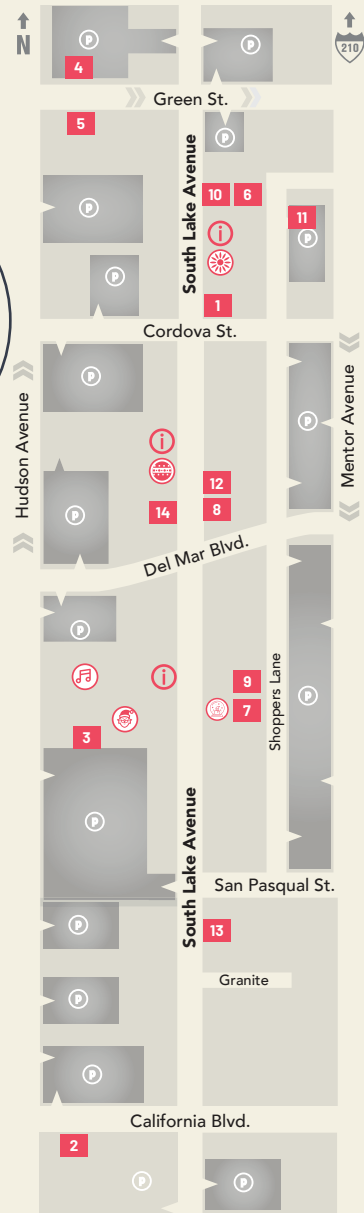 N
P
P
210
4
Green St.
5
P
South Lake Avenue
P
10
6
11
i
P
P
1
Cordova St.
P
P
Hudson Avenue
Mentor Avenue
i
12
14
8
P
Del Mar Blvd.
P
i
9
7
Shoppers Lane
P
3
P
South Lake Avenue
San Pasqual St.
P
13
Granite
P
P
California Blvd.
2
P
P